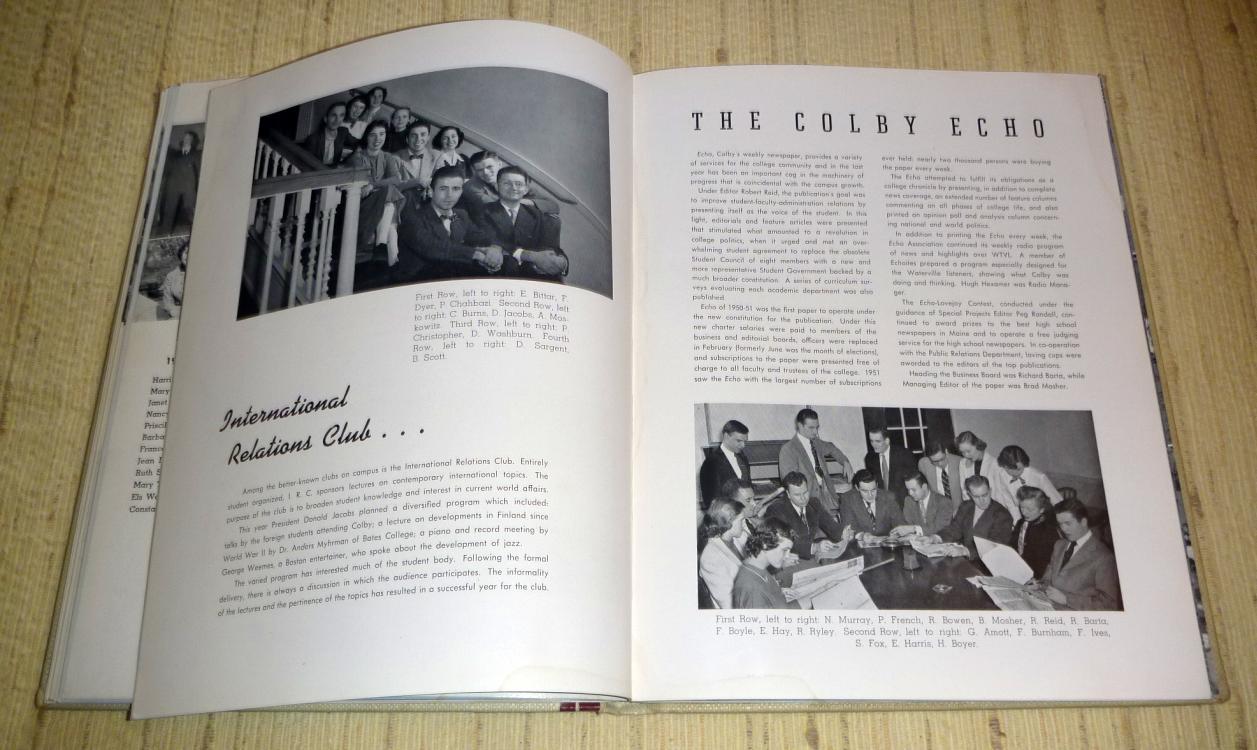 19
Harri
Mary
Janet
Nancy
Priscil
Barba
France
Jean
Ruth S
Mary
Els We
Consta
First Row, left to right: E. Bittar, F.
Dyer, P. Chahbazi. Second Row, left
to right: C. Burns, D. Jacobs, A. Mos-
kowitz. Third Row, left to right: P.
Christopher, D. Washburn. Fourth
Row, left to right: D. Sargent,
B. Scott.
International
Relations Club . . .
Among the better-known clubs on campus is the International Relations Club. Entirely
student organized, I. R. C. sponsors lectures on contemporary international topics. The
purpose of the club is to broaden student knowledge and interest in current world affairs.
This year President Donald Jacobs planned a diversified program which included:
talks by the foreign students attending Colby; a lecture on developments in Finland since
World War II by Dr. Anders Myhrman of Bates College; a piano and record meeting by
George Weemes, a Boston entertainer, who spoke about the development of jazz.
The varied program has interested much of the student body. Following the formal
delivery, there is always a discussion in which the audience participates. The informality
of the lectures and the pertinence of the topics has resulted in a successful year for the club.
THE COLBY ECHO
Echo, Colby's weekly newspaper, provides a variety
of services for the college community and in the last
year has been an important cog in the machinery of
progress that is coincidental with the campus growth.
Under Editor Robert Reid, the publication's goal was
to improve student-faculty-administration relations by
presenting itself as the voice of the student. In this
light, editorials and feature articles were presented
that stimulated what amounted to a revolution in
college politics, when it urged and met an over-
whelming student agreement to replace the obsolete
Student Council of eight members with a new and
more representative Student Government backed by a
much broader constitution. A series of curriculum sur-
veys evaluating each academic department was also
published.
Echo of 1950-51 was the first paper to operate under
the new constitution for the publication. Under this
new charter salaries were paid to members of the
business and editorial boards, officers were replaced
in February (formerly June was the month of elections),
and subscriptions to the paper were presented free of
charge to all faculty and trustees of the college. 1951
saw the Echo with the largest number of subscriptions
ever held: nearly two thousand persons were buying
the paper every week.
The Echo attempted to fulfill its obligations as a
college chronicle by presenting, in addition to complete
news coverage, an extended number of feature columns
commenting on all phases of college life, and also
printed an opinion poll and analysis column concern-
ing national and world politics.
In addition to printing the Echo every week, the
Echo Association continued its weekly radio program
of news and highlights over WTVL. A member of
Echoites prepared a program especially designed for
the Waterville listeners, showing what Colby was
doing and thinking. Hugh Hexamer was Radio Mana-
ger.
The Echo-Lovejoy Contest, conducted under the
guidance of Special Projects Editor Peg Randall, con-
tinued to award prizes to the best high school
newspapers in Maine and to operate a free judging
service for the high school newspapers. In co-operation
with the Public Relations Department, loving cups were
awarded to the editors of the top publications.
Heading the Business Board was Richard Barta, while
Managing Editor of the paper was Brad Mosher.
First Row, left to right: N. Murray, P. French, R. Bowen, B. Mosher, R. Reid, R. Barta,
F. Boyle, E. Hay, R. Ryley. Second Row, left to right: G. Amott, F. Burnham, F. Ives,
S. Fox, E. Harris, H. Boyer.